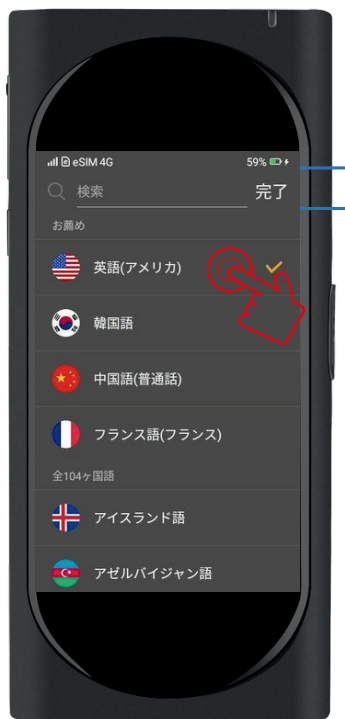 eSIM 4G 59%
検索 完了
お薦め
英語(アメリカ)
韓国語
中国語(普通話)
フランス語(フランス)
全104ヶ国語
アイスランド語
アゼルバイジャン語